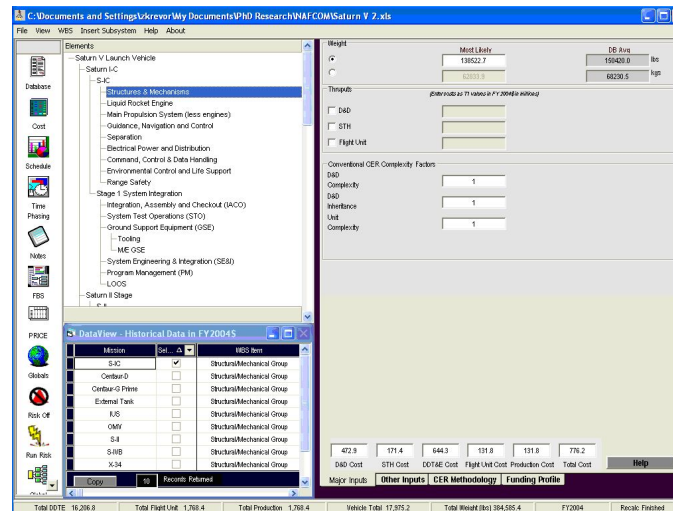 C:\Documents and Settings\zkrevor\My Documents\PhD Research\NAFCOM\Saturn V 2.xls
File View WBS Insert Subsystem Help About
Elements
Saturn V Launch Vehicle
Saturn I-C
S-IC
Structures & Mechanisms
Liquid Rocket Engine
Main Propulsion System (less engines)
Guidance, Navigation and Control
Separation
Electrical Power and Distribution
Command, Control & Data Handling
Environmental Control and Life Support
Range Safety
Stage 1 System Integration
Integration, Assembly and Checkout (IACO)
System Test Operations (STO)
Ground Support Equipment (GSE)
Tooling
M/E GSE
System Engineering & Integration (SE&I)
Program Management (PM)
LOOS
Saturn II Stage
S-II
Database
Cost
Schedule
Time
Phasing
Notes
FBS
PRICE
Globals
Risk Off
Run Risk
Weight
Most Likely
DB Avg
138522.7
150420.0 lbs
62833.9
68230.5 kgs
Thruputs
(Enter costs as T1 values in FY 2004$ in millions)
D&D
STH
Flight Unit
Conventional CER Complexity Factors
D&D
Complexity
1
D&D
Inheritance
1
Unit
Complexity
1
DataView - Historical Data in FY2004$
Mission Sel... WBS Item
S-IC Structural/Mechanical Group
Centaur-D Structural/Mechanical Group
Centaur-G Prime Structural/Mechanical Group
External Tank Structural/Mechanical Group
IUS Structural/Mechanical Group
OMV Structural/Mechanical Group
S-II Structural/Mechanical Group
S-IVB Structural/Mechanical Group
X-34 Structural/Mechanical Group
Copy 10 Records Returned
472.9 171.4 644.3 131.8 131.8 776.2
D&D Cost STH Cost DDT&E Cost Flight Unit Cost Production Cost Total Cost
Help
Major Inputs Other Inputs CER Methodology Funding Profile
Total DDTE 16,206.8 Total Flight Unit 1,768.4 Total Production 1,768.4 Vehicle Total 17,975.2 Total Weight (lbs) 384,585.4 FY2004 Recalc Finished